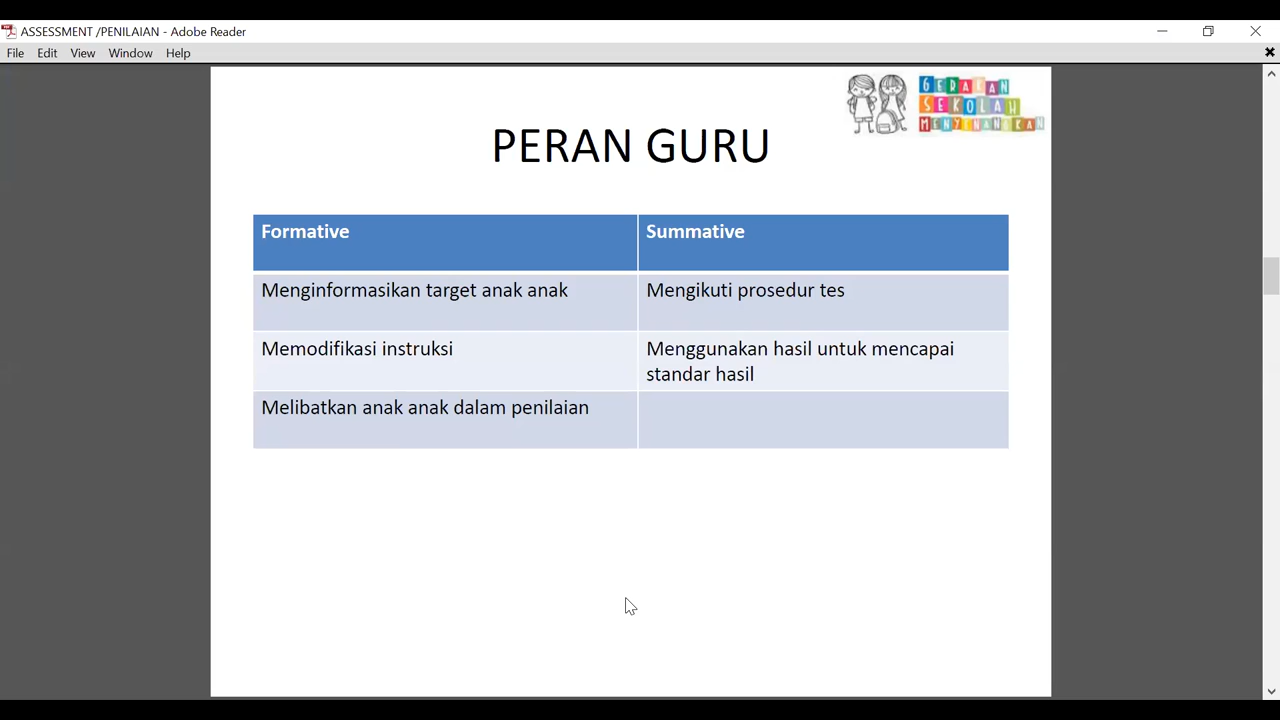 ASSESSMENT /PENILAIAN - Adobe Reader
File Edit View Window Help
GERAKAN
SEKOLAH
MENYENANGKAN
PERAN GURU
Formative Summative
Menginformasikan target anak anak Mengikuti prosedur tes
Memodifikasi instruksi Menggunakan hasil untuk mencapai
standar hasil
Melibatkan anak anak dalam penilaian